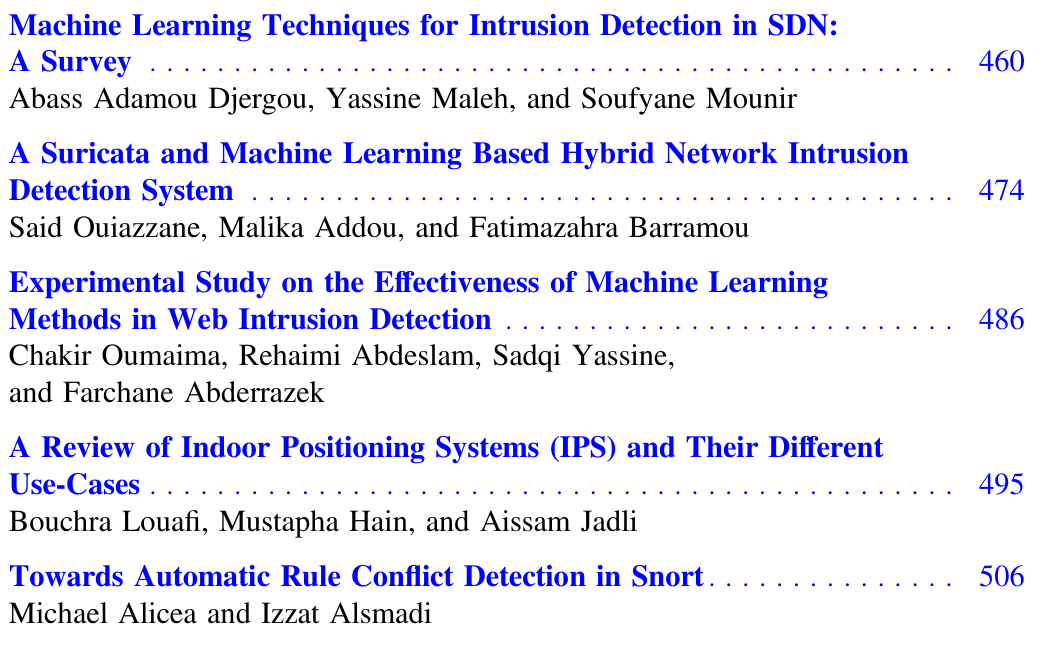 Machine Learning Techniques for Intrusion Detection in SDN:
A Survey . . . . . . . . . . . . . . . . . . . . . . . . . . . . . . . . . . . . . . . . 460
Abass Adamou Djergou, Yassine Maleh, and Soufyane Mounir
A Suricata and Machine Learning Based Hybrid Network Intrusion
Detection System . . . . . . . . . . . . . . . . . . . . . . . . . . . . . . . . . . 474
Said Ouiazzane, Malika Addou, and Fatimazahra Barramou
Experimental Study on the Effectiveness of Machine Learning
Methods in Web Intrusion Detection . . . . . . . . . . . . . . . . . . . . . . . . . . . 486
Chakir Oumaima, Rehaimi Abdeslam, Sadqi Yassine,
and Farchane Abderrazek
A Review of Indoor Positioning Systems (IPS) and Their Different
Use-Cases . . . . . . . . . . . . . . . . . . . . . . . . . . . . . . . . . . . . . . . . 495
Bouchra Louafi, Mustapha Hain, and Aissam Jadli
Towards Automatic Rule Conflict Detection in Snort . . . . . . . . . . . . . . . 506
Michael Alicea and Izzat Alsmadi